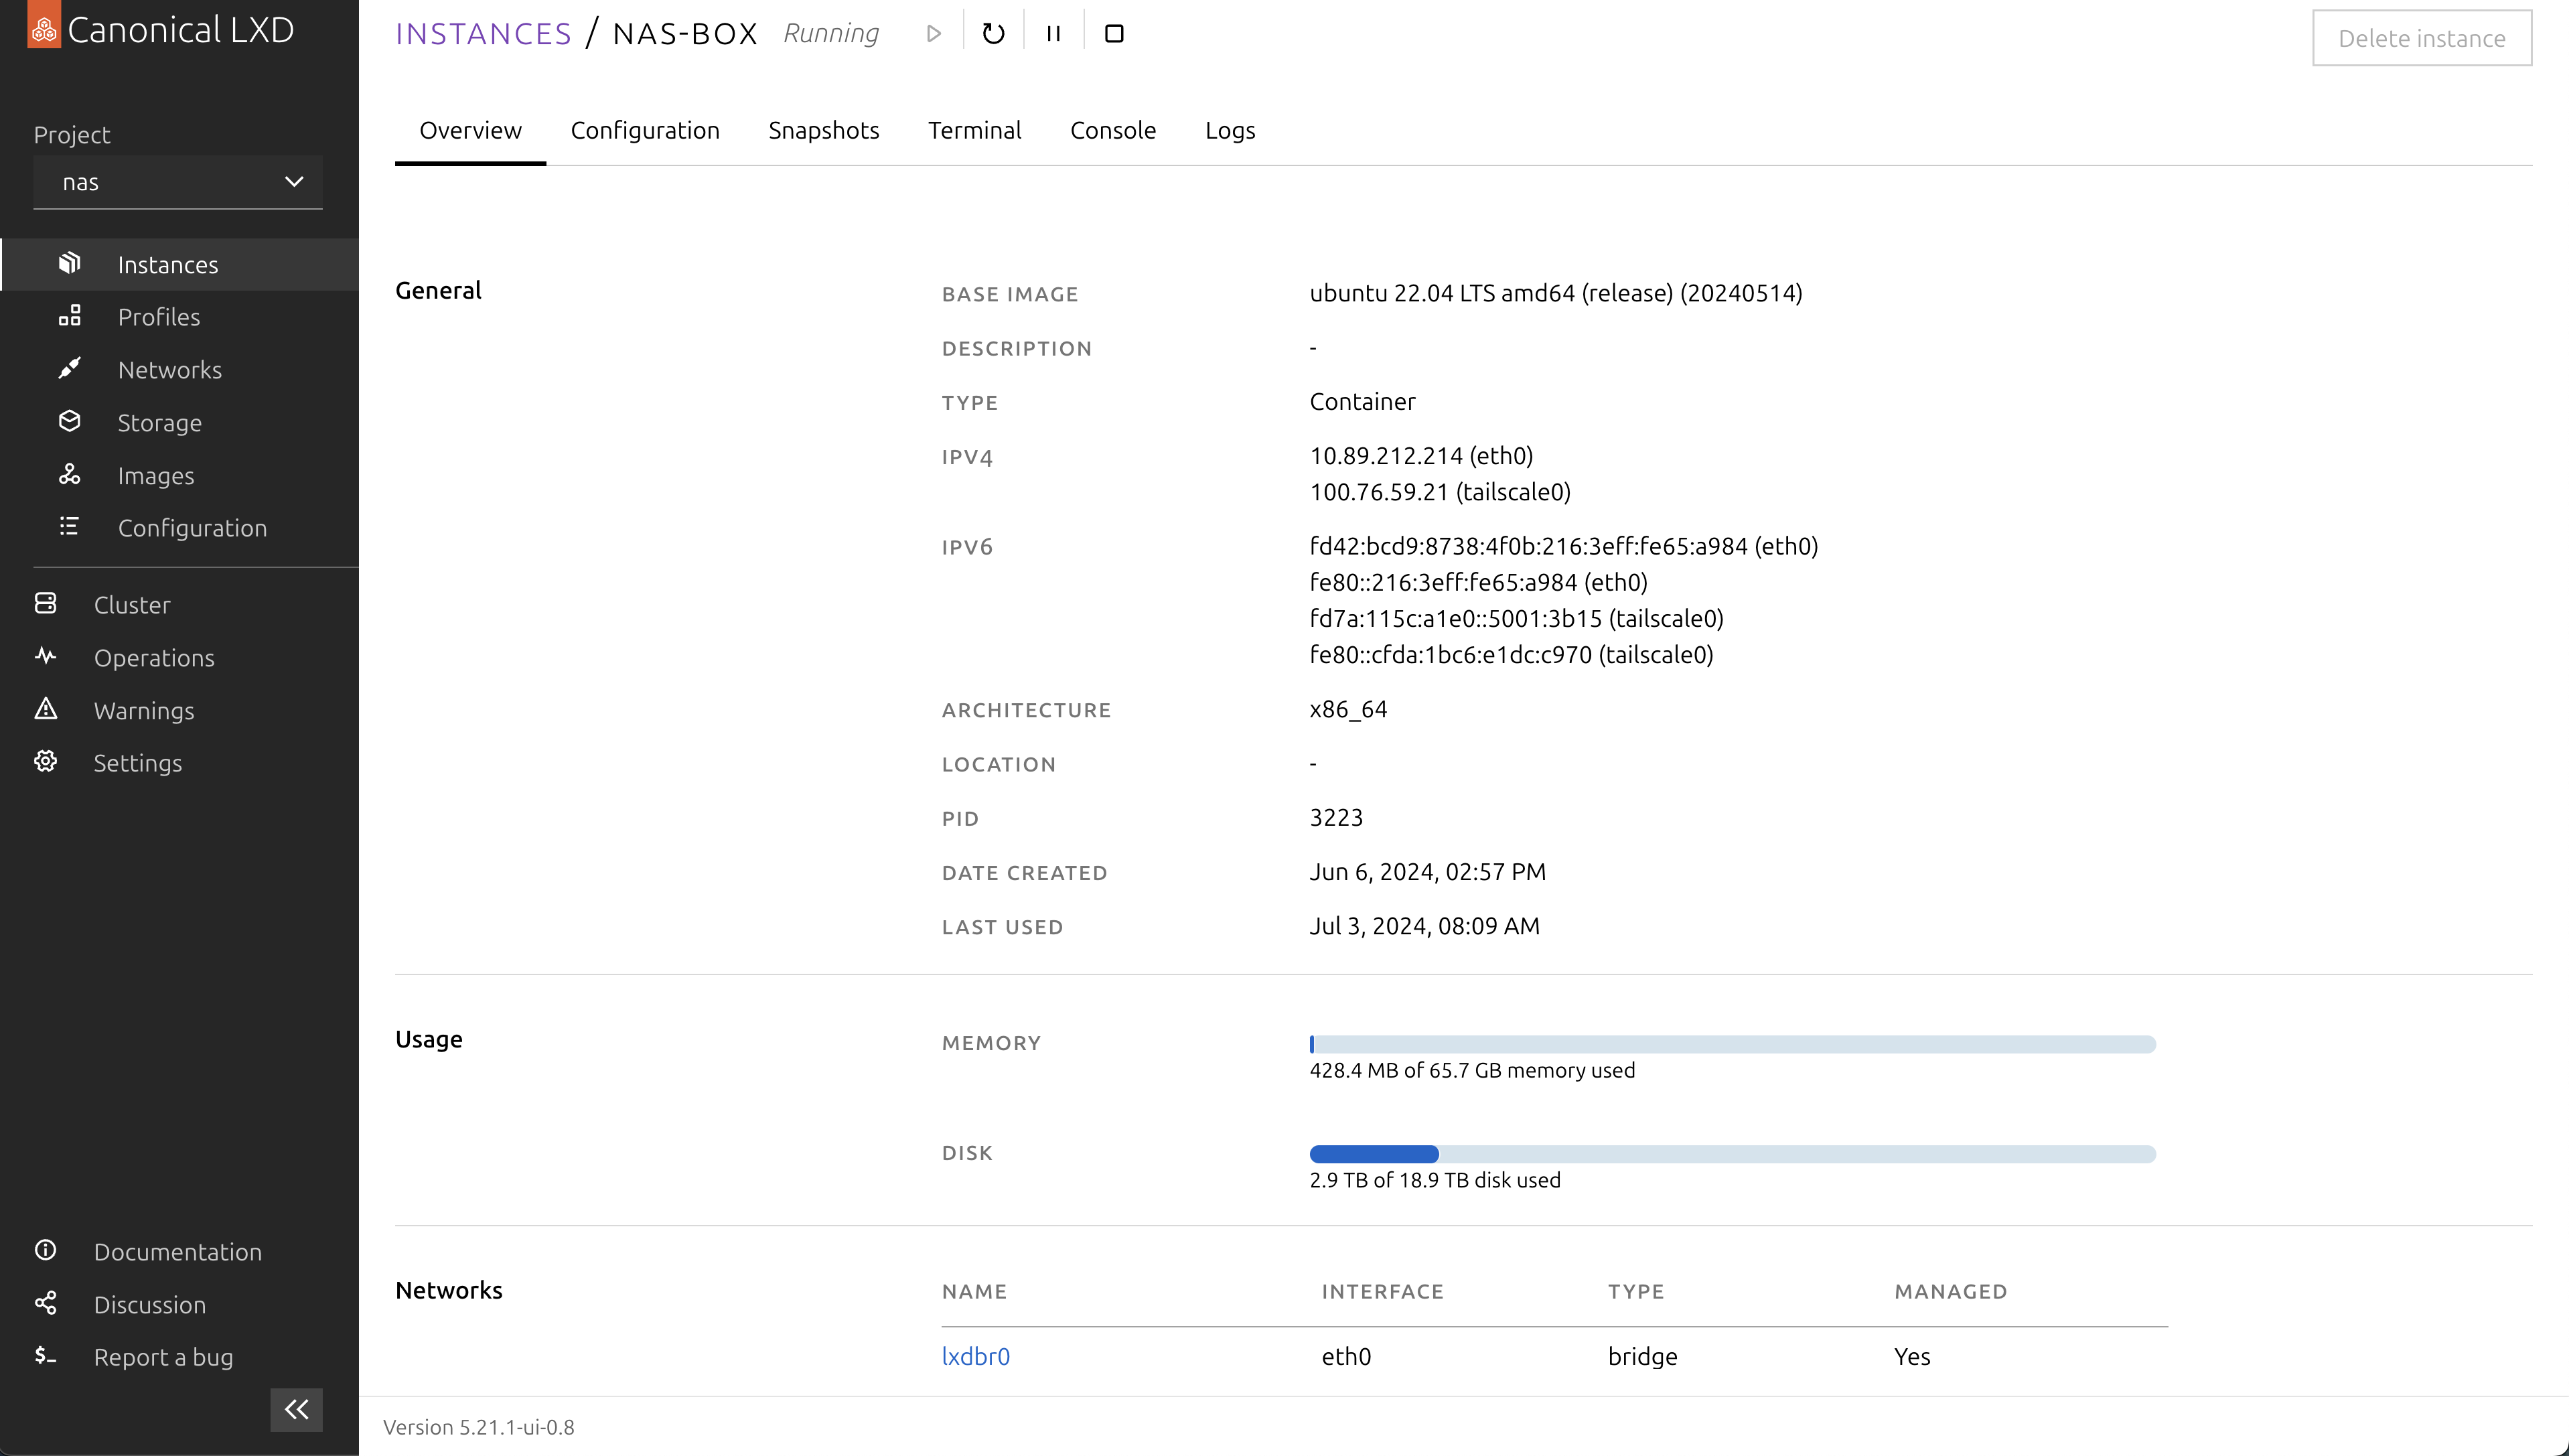 Canonical LXD
Project
nas
Instances
Profiles
Networks
Storage
Images
Configuration
Cluster
Operations
Warnings
Settings
Documentation
Discussion
$_ Report a bug
INSTANCES / NAS-BOX Running
Delete instance
Overview Configuration Snapshots Terminal Console Logs
General
BASE IMAGE ubuntu 22.04 LTS amd64 (release) (20240514)
DESCRIPTION -
TYPE Container
IPV4 10.89.212.214 (eth0)
100.76.59.21 (tailscale0)
IPV6 fd42:bcd9:8738:4f0b:216:3eff:fe65:a984 (eth0)
fe80::216:3eff:fe65:a984 (eth0)
fd7a:115c:a1e0::5001:3b15 (tailscale0)
fe80::cfda:1bc6:e1dc:c970 (tailscale0)
ARCHITECTURE x86_64
LOCATION -
PID 3223
DATE CREATED Jun 6, 2024, 02:57 PM
LAST USED Jul 3, 2024, 08:09 AM
Usage
MEMORY
428.4 MB of 65.7 GB memory used
DISK
2.9 TB of 18.9 TB disk used
Networks
NAME INTERFACE TYPE MANAGED
lxdbr0 eth0 bridge Yes
Version 5.21.1-ui-0.8